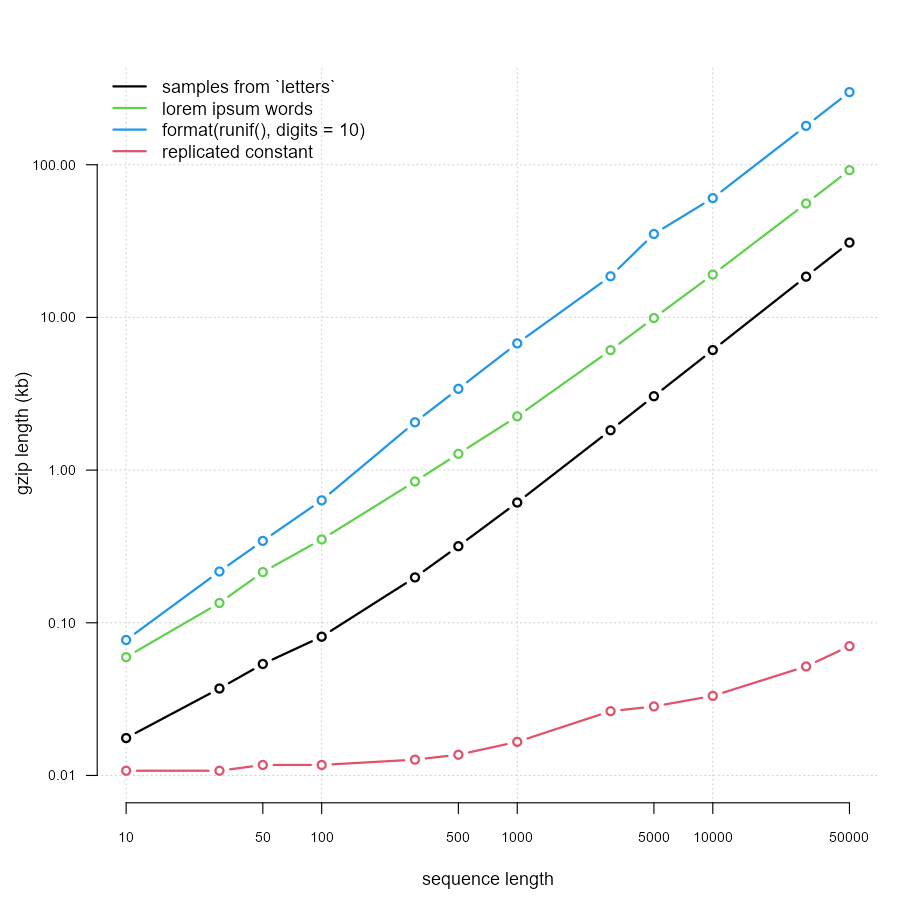 samples from `letters`
lorem ipsum words
format(runif(), digits = 10)
replicated constant
100.00
10.00
1.00
0.10
0.01
gzip length (kb)
10 50 100 500 1000 5000 10000 50000
sequence length